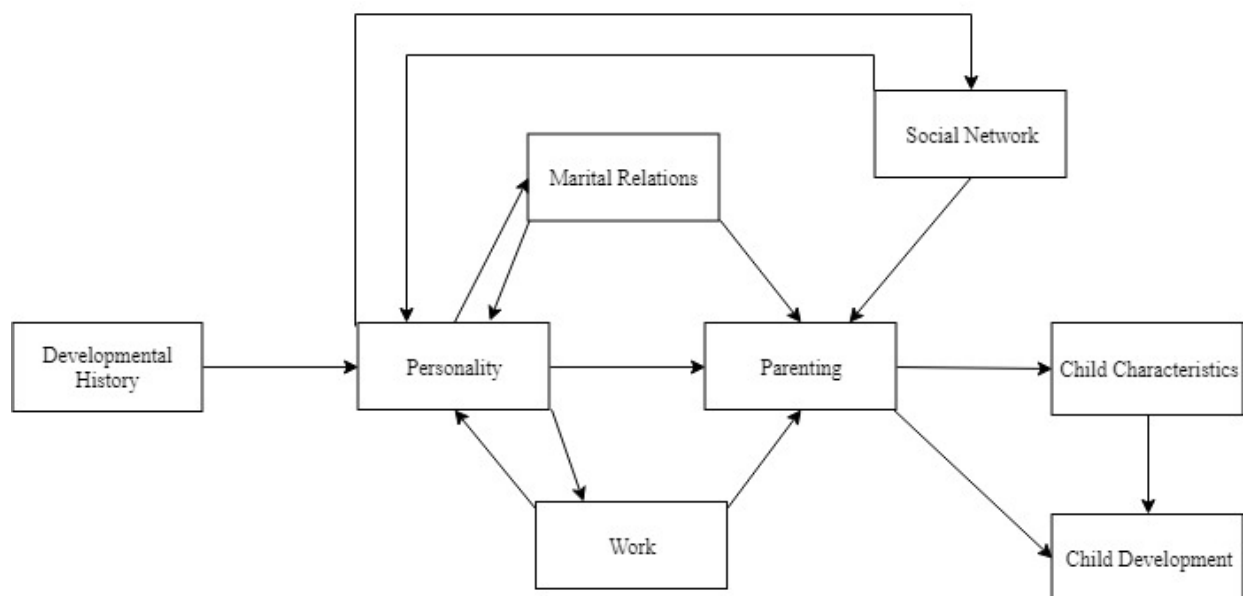 Social Network
Marital Relations
Developmental
History
Personality
Parenting
Child Characteristics
Work
Child Development